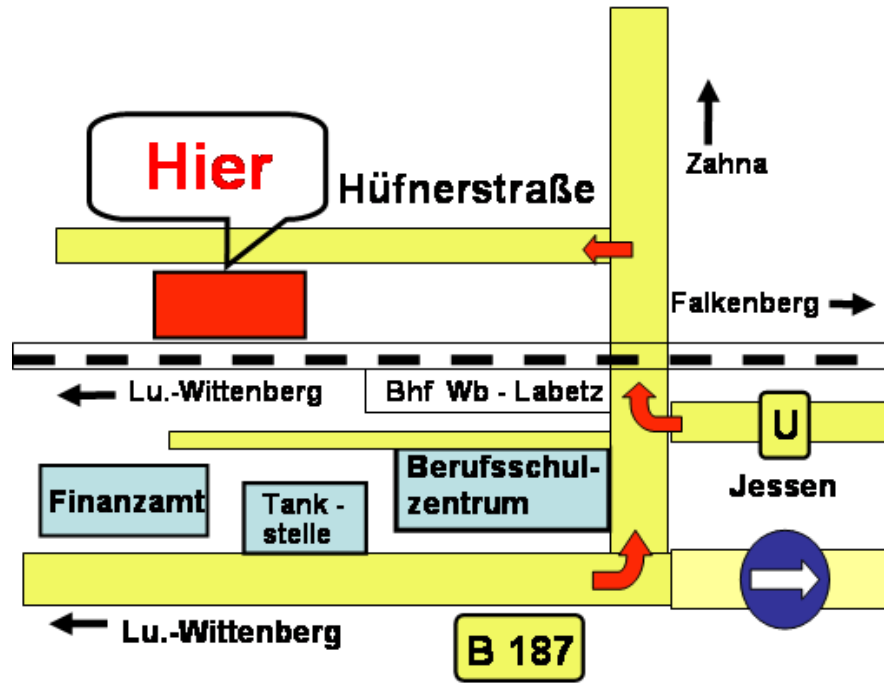 Hier
Hüfnerstraße
Zahna
Falkenberg
Lu.-Wittenberg
Bhf Wb - Labetz
U
Jessen
Berufsschul-
zentrum
Finanzamt
Tank -
stelle
Lu.-Wittenberg
B 187